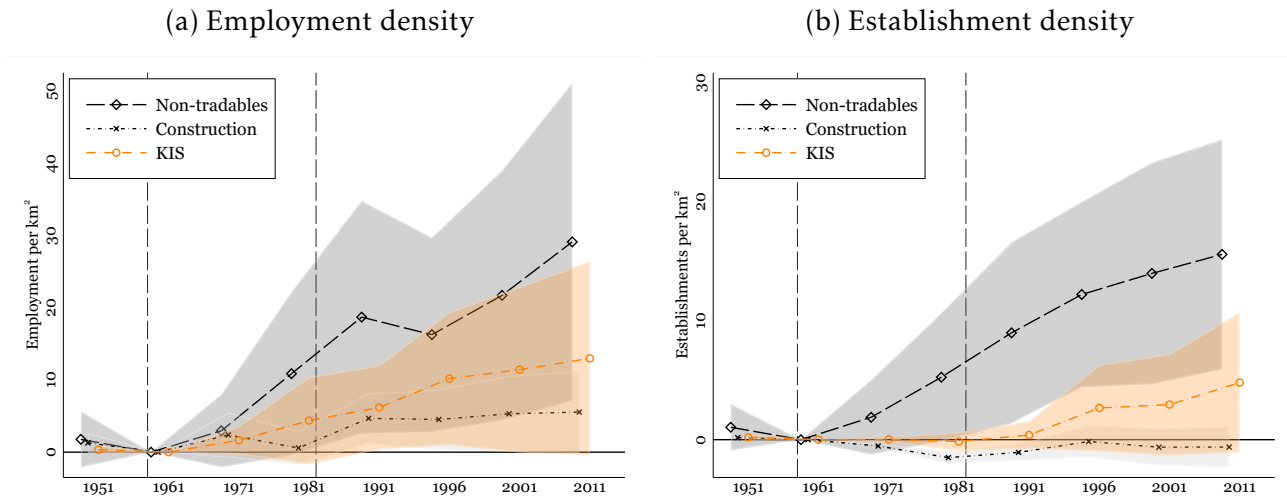 (a) Employment density
Employment per km²
50
40
30
20
10
0
Non-tradables
Construction
KIS
1951 1961 1971 1981 1991 1996 2001 2011
(b) Establishment density
Establishments per km²
30
20
10
0
Non-tradables
Construction
KIS
1951 1961 1971 1981 1991 1996 2001 2011